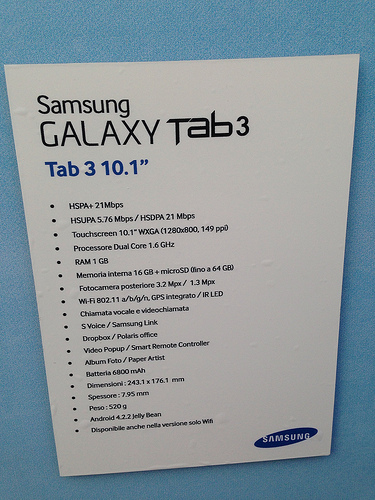 Samsung
GALAXY Tab3
Tab 3 10.1"
• HSPA+ 21Mbps
• HSUPA 5.76 Mbps / HSDPA 21 Mbps
• Touchscreen 10.1" WXGA (1280x800, 149 ppi)
• Processore Dual Core 1.6 GHz
• RAM 1 GB
• Memoria interna 16 GB + microSD (fino a 64 GB)
• Fotocamera posteriore 3.2 Mpx / 1.3 Mpx
• Wi-Fi 802.11 a/b/g/n, GPS integrato / IR LED
• Chiamata vocale e videochiamata
• S Voice / Samsung Link
• Dropbox / Polaris office
• Video Popup / Smart Remote Controller
• Album Foto / Paper Artist
• Batteria 6800 mAh
• Dimensioni : 243.1 x 176.1 mm
• Spessore : 7.95 mm
• Peso : 520 g
• Android 4.2.2 Jelly Bean
• Disponibile anche nella versione solo Wifi
SAMSUNG